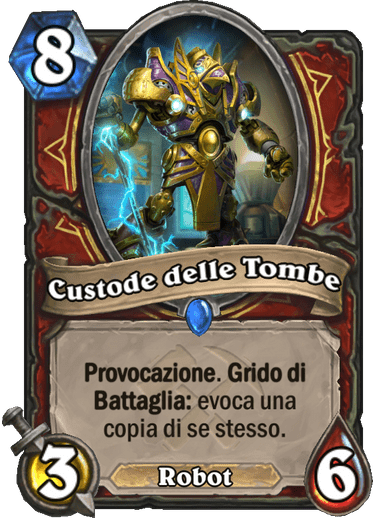 8
Custode delle Tombe
Provocazione. Grido di
Battaglia: evoca una
copia di se stesso.
3
Robot
6